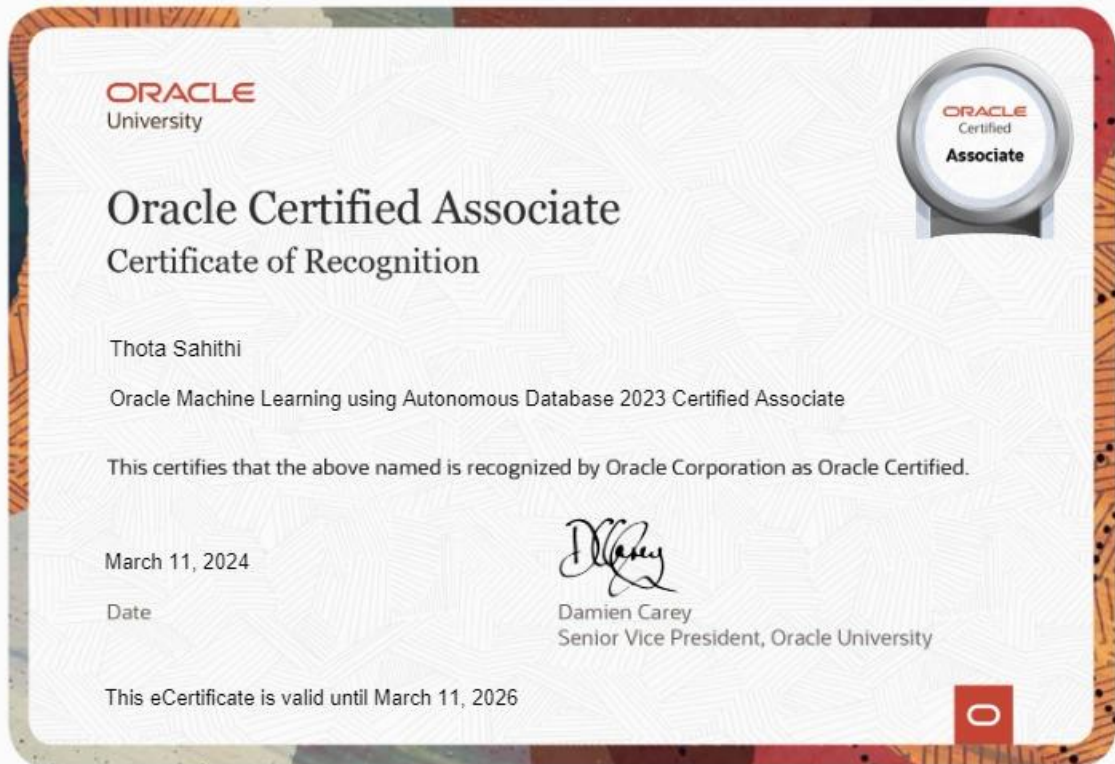 ORACLE
University
ORACLE
Certified
Associate
Oracle Certified Associate
Certificate of Recognition
Thota Sahithi
Oracle Machine Learning using Autonomous Database 2023 Certified Associate
This certifies that the above named is recognized by Oracle Corporation as Oracle Certified.
March 11, 2024
Date
DCarey
Damien Carey
Senior Vice President, Oracle University
This eCertificate is valid until March 11, 2026